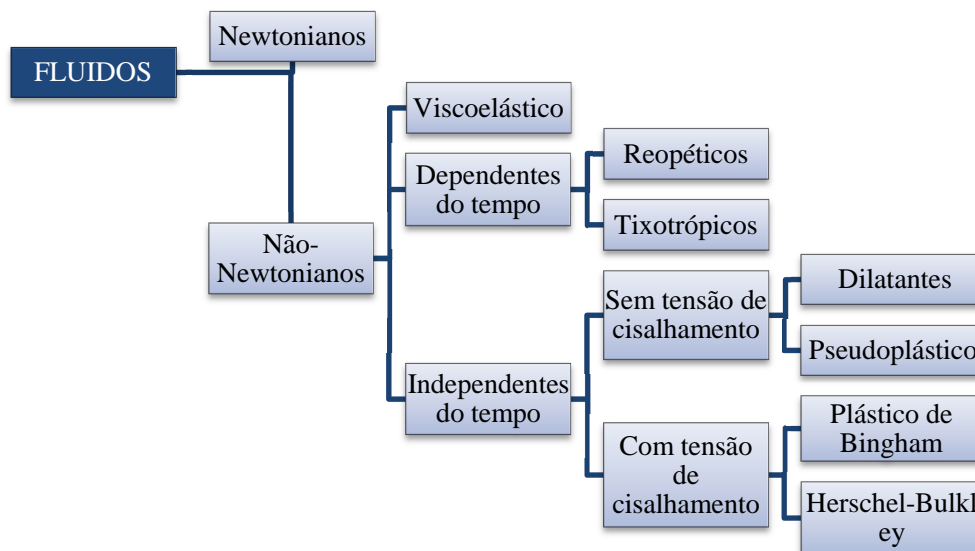 Newtonianos
FLUIDOS
Viscoelástico
Dependentes
do tempo
Reopéticos
Tixotrópicos
Não-
Newtonianos
Sem tensão de
cisalhamento
Dilatantes
Pseudoplástico
Independentes
do tempo
Com tensão
de
cisalhamento
Plástico de
Bingham
Herschel-Bulkl
ey